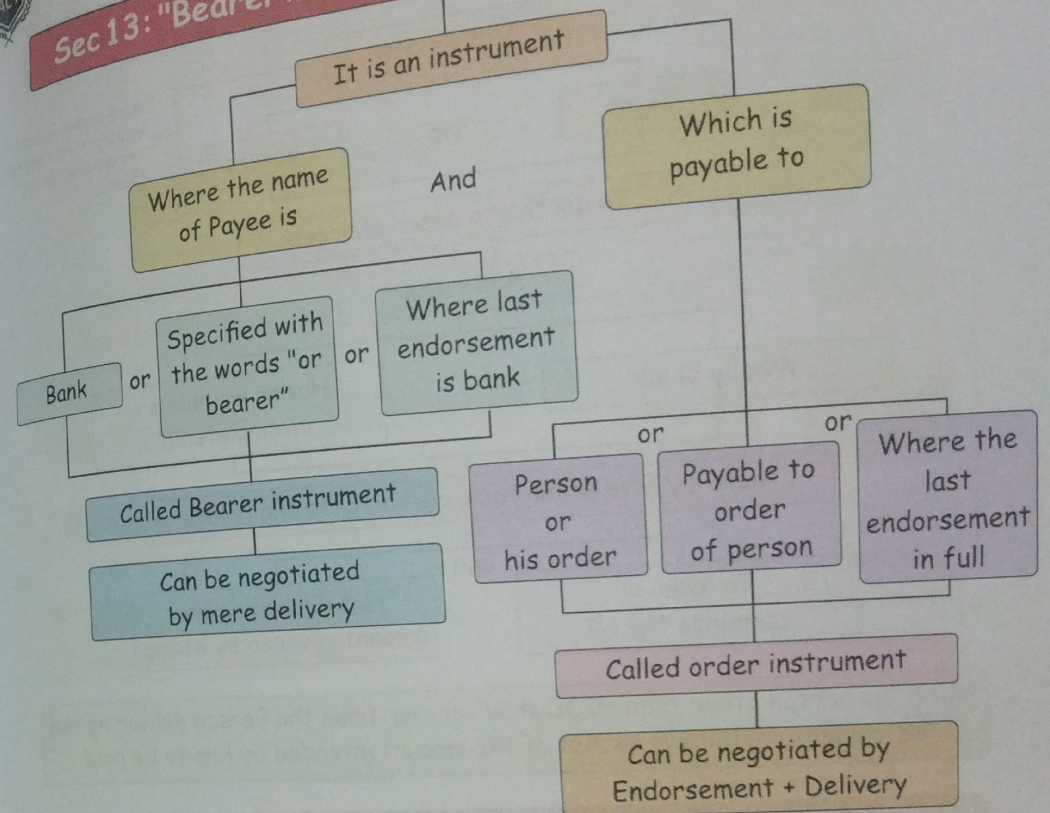 Sec 13: "Bearer
It is an instrument
Where the name
of Payee is
And
Which is
payable to
Bank
or
Specified with
the words "or
bearer"
or
Where last
endorsement
is bank
Called Bearer instrument
Can be negotiated
by mere delivery
or
or
Person
or
his order
Payable to
order
of person
Where the
last
endorsement
in full
Called order instrument
Can be negotiated by
Endorsement + Delivery